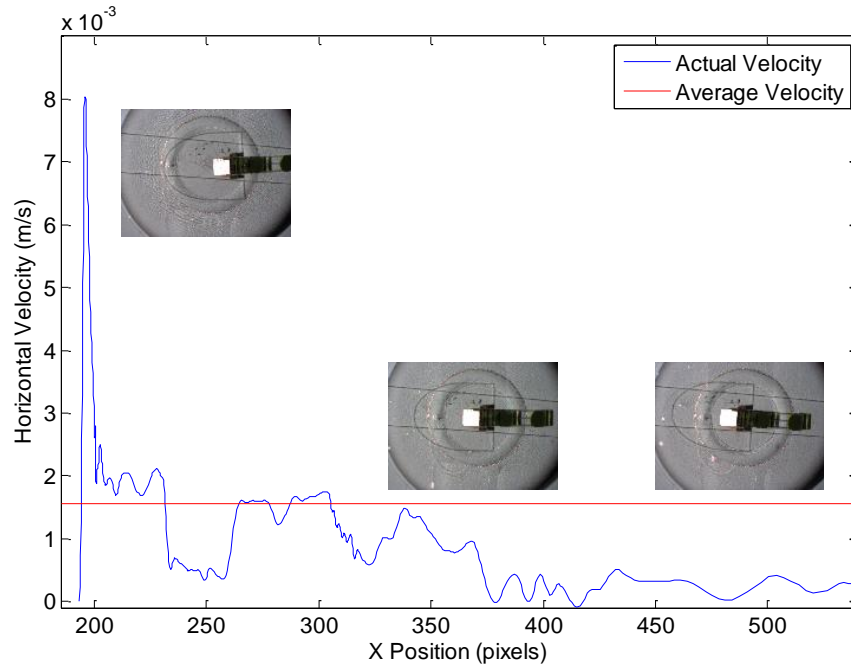 x 10⁻³
Actual Velocity
Average Velocity
8
7
6
5
4
3
2
1
0
Horizontal Velocity (m/s)
200 250 300 350 400 450 500
X Position (pixels)